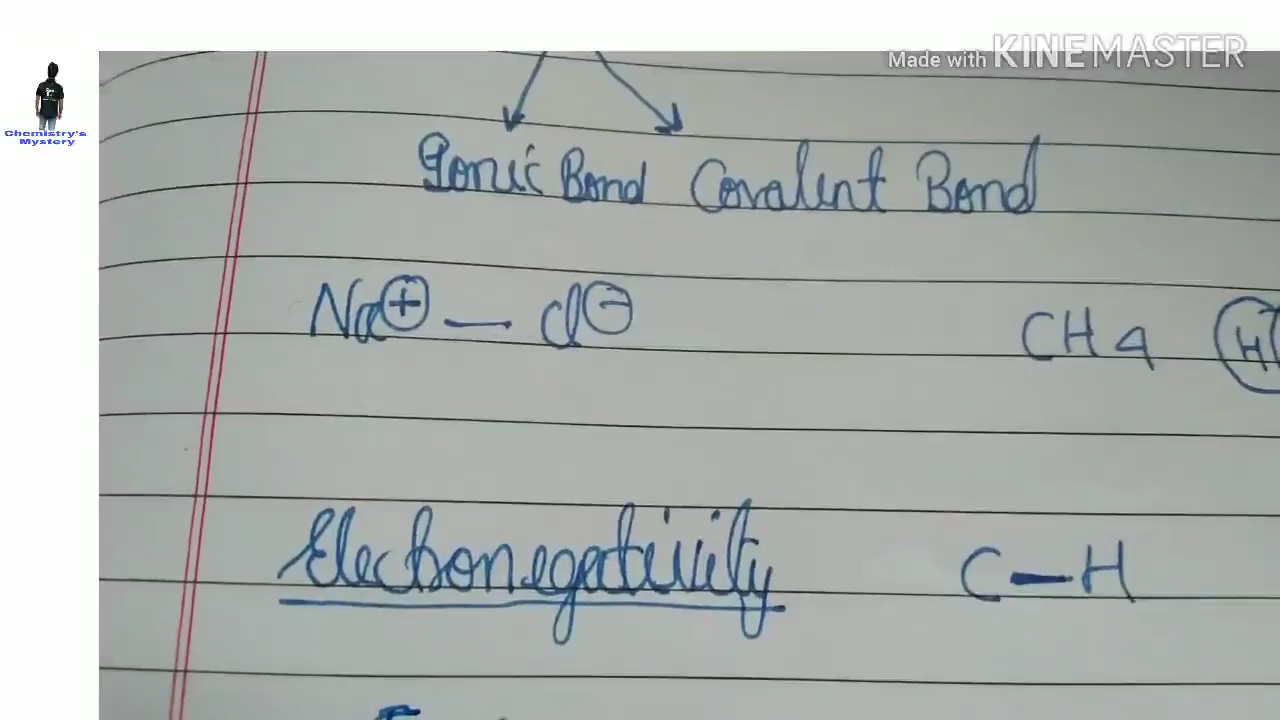 Made with KINEMASTER
Chemistry's
Mystery
Ionic Bond Covalent Bond
Na⊕ — Cl⊖ CH4 H
Electronegativity C—H